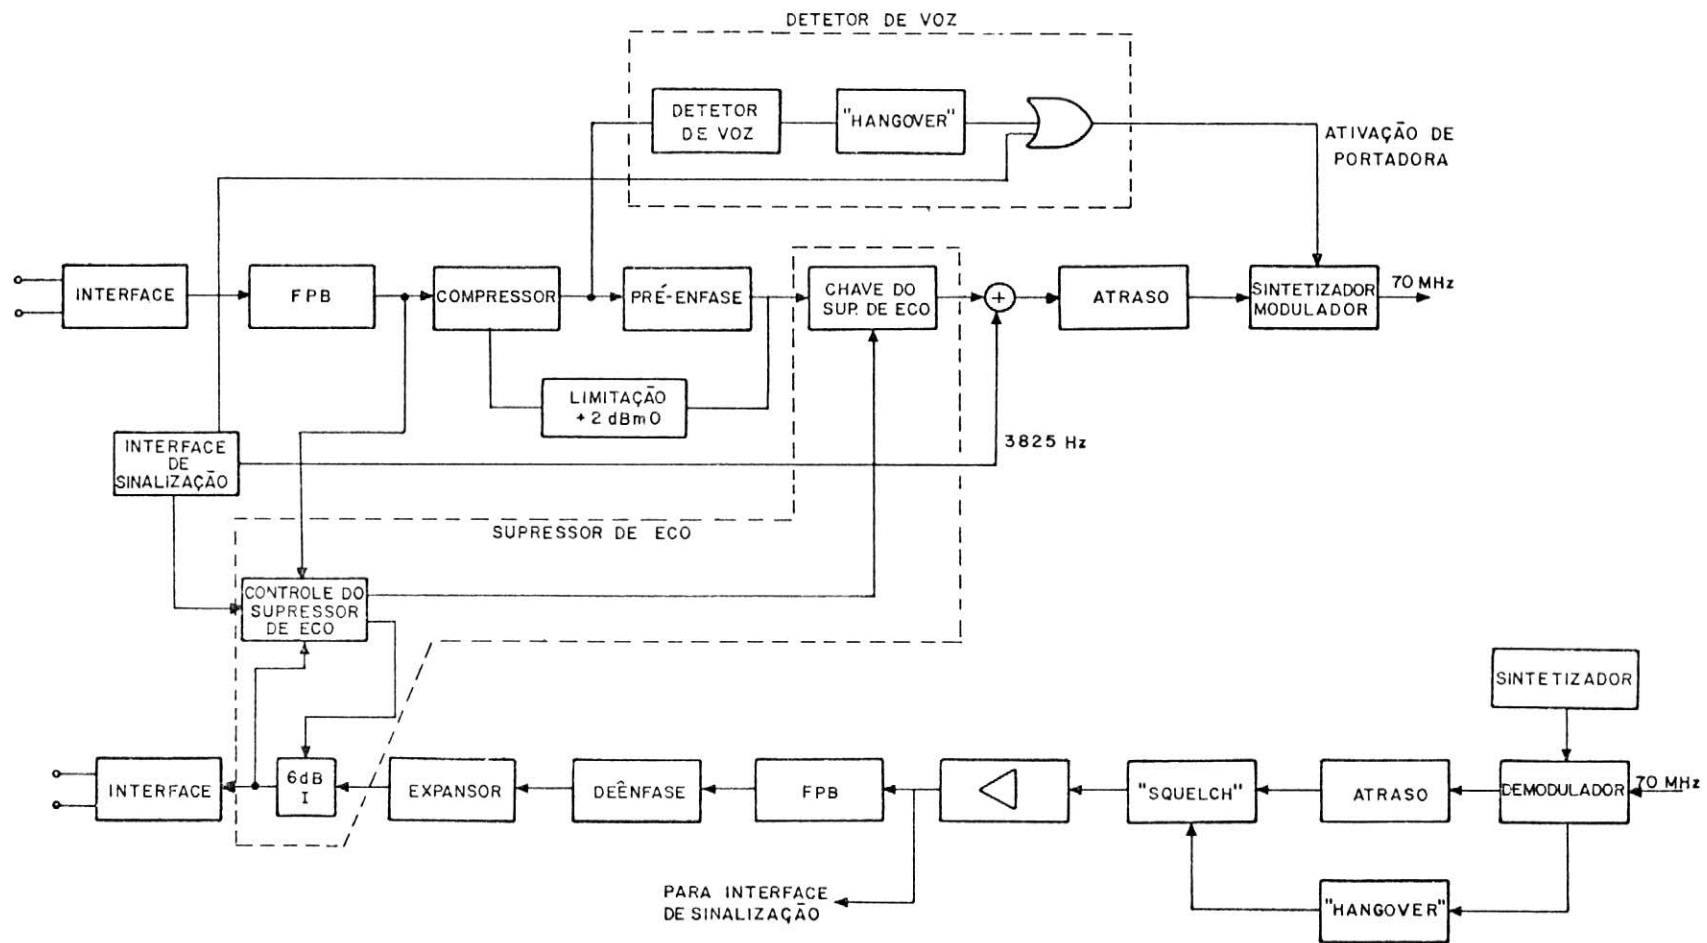 DETETOR DE VOZ
DETETOR
DE VOZ
"HANGOVER"
ATIVAÇÃO DE
PORTADORA
INTERFACE
FPB
COMPRESSOR
PRÉ-ENFASE
CHAVE DO
SUP. DE ECO
+
ATRASO
SINTETIZADOR
MODULADOR
70 MHz
LIMITAÇÃO
+ 2 dBmO
3825 Hz
INTERFACE
DE
SINALIZAÇÃO
SUPRESSOR DE ECO
CONTROLE DO
SUPRESSOR
DE ECO
SINTETIZADOR
INTERFACE
6dB
I
EXPANSOR
DEÊNFASE
FPB
"SQUELCH"
ATRASO
DEMODULADOR
70 MHz
PARA INTERFACE
DE SINALIZAÇÃO
"HANGOVER"